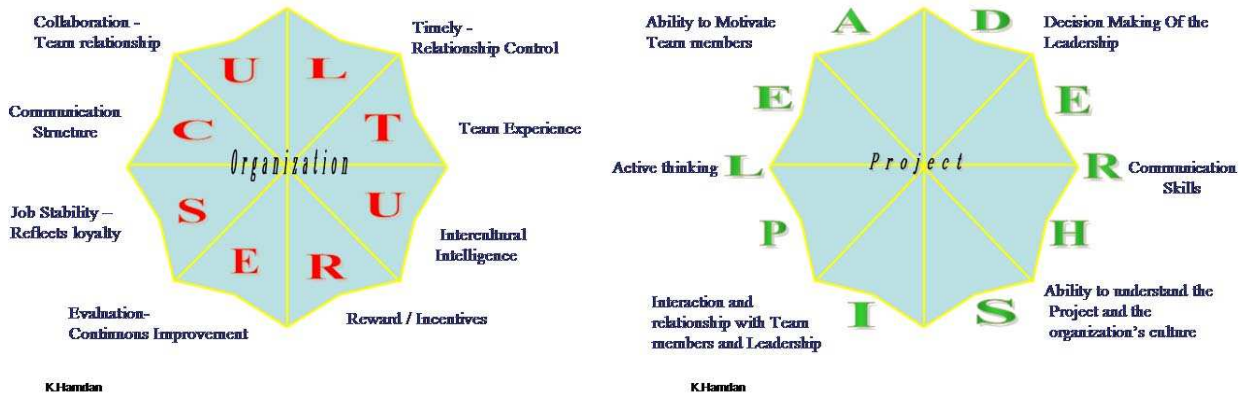 Collaboration -
Team relationship
Timely -
Relationship Control
U L
Communication
Structure
C T
Team Experience
Organization
Job Stability –
Reflects loyalty
S U
Intercultural
Intelligence
E R
Evaluation-
Continuous Improvement
Reward / Incentives
K.Hamdan
Ability to Motivate
Team members
A D
Decision Making Of the
Leadership
E E
Active thinking
L
Project
R
Communication
Skills
P H
Interaction and
relationship with Team
members and Leadership
I S
Ability to understand the
Project and the
organization's culture
K.Hamdan